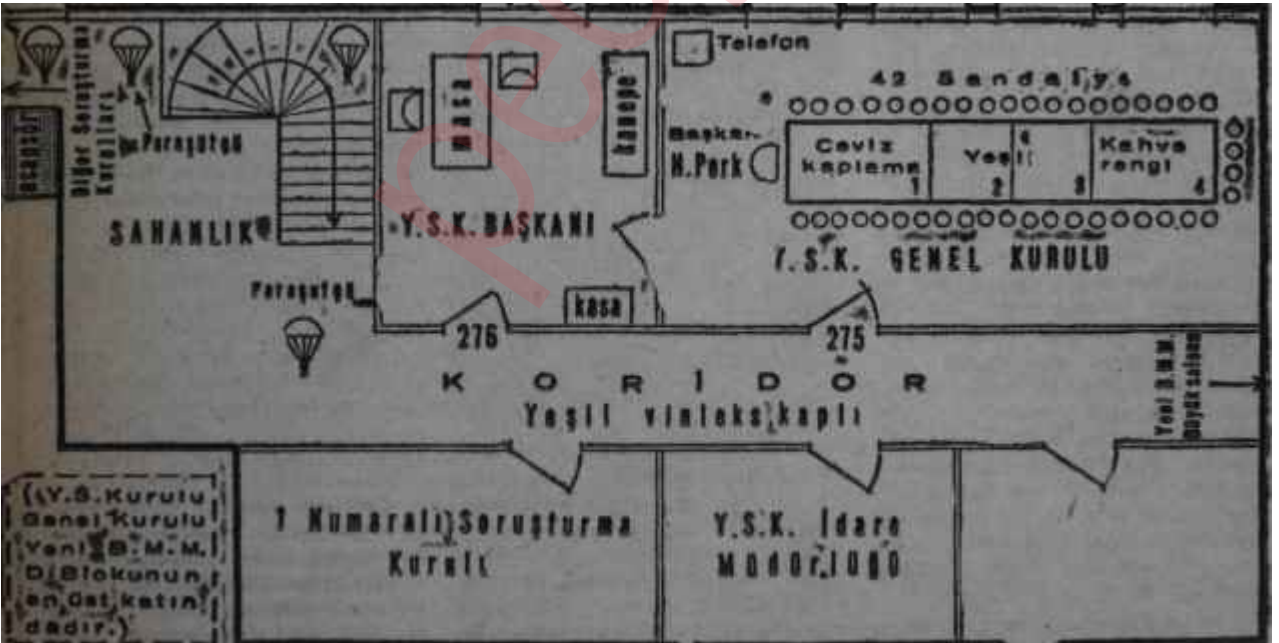 Diğer Soruşturma
Kurulları
asansör
Paraşütçü
SAHANLIK
Paraşütçü
masa
kanepe
Y.S.K. BAŞKANI
kasa
276
Telefon
42 Sandalye
Başkan
N.Perk
Ceviz
kaplama
1
Yeşil
2
3
Kahve
rengi
4
Y.S.K. GENEL KURULU
275
KORİDOR
Yeşil vinteks kaplı
Yeni B.M.M.
Büyük salonu
(Y.S.Kurulu
Genel Kurulu
Yeni B.M.M.
D Blokunun
en üst katın
dadır.)
1 Numaralı Soruşturma
Kurulu
Y.S.K. İdare
Müdürlüğü